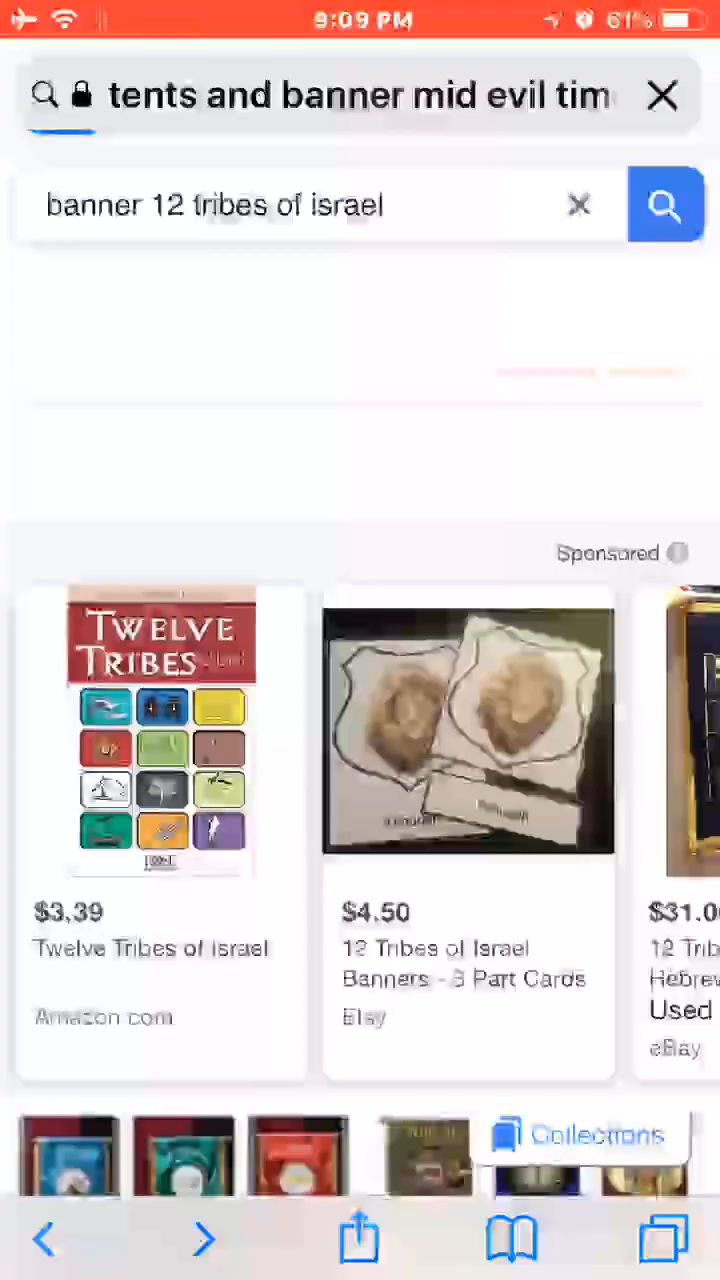 9:09 PM
61%
tents and banner mid evil tim
banner 12 tribes of israel
Sponsored
TWELVE
TRIBES
$3.39
Twelve Tribes of Israel
Amazon.com
$4.50
12 Tribes of Israel
Banners - 3 Part Cards
Etsy
$31.0
12 Trib
Hebrew
Used
eBay
Collections